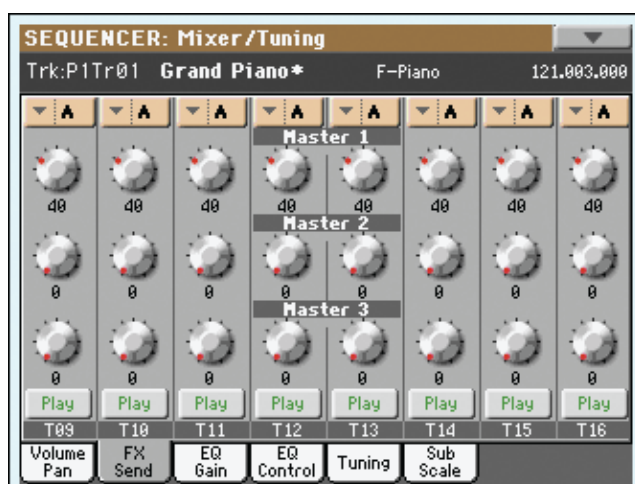 SEQUENCER: Mixer/Tuning
Trk:P1Tr01 Grand Piano* F-Piano 121.003.000
A A A A A A A A
Master 1
40 40 40 40 40 40 40 40
Master 2
0 0 0 0 0 0 0 0
Master 3
0 0 0 0 0 0 0 0
Play Play Play Play Play Play Play Play
T09 T10 T11 T12 T13 T14 T15 T16
Volume Pan FX Send EQ Gain EQ Control Tuning Sub Scale